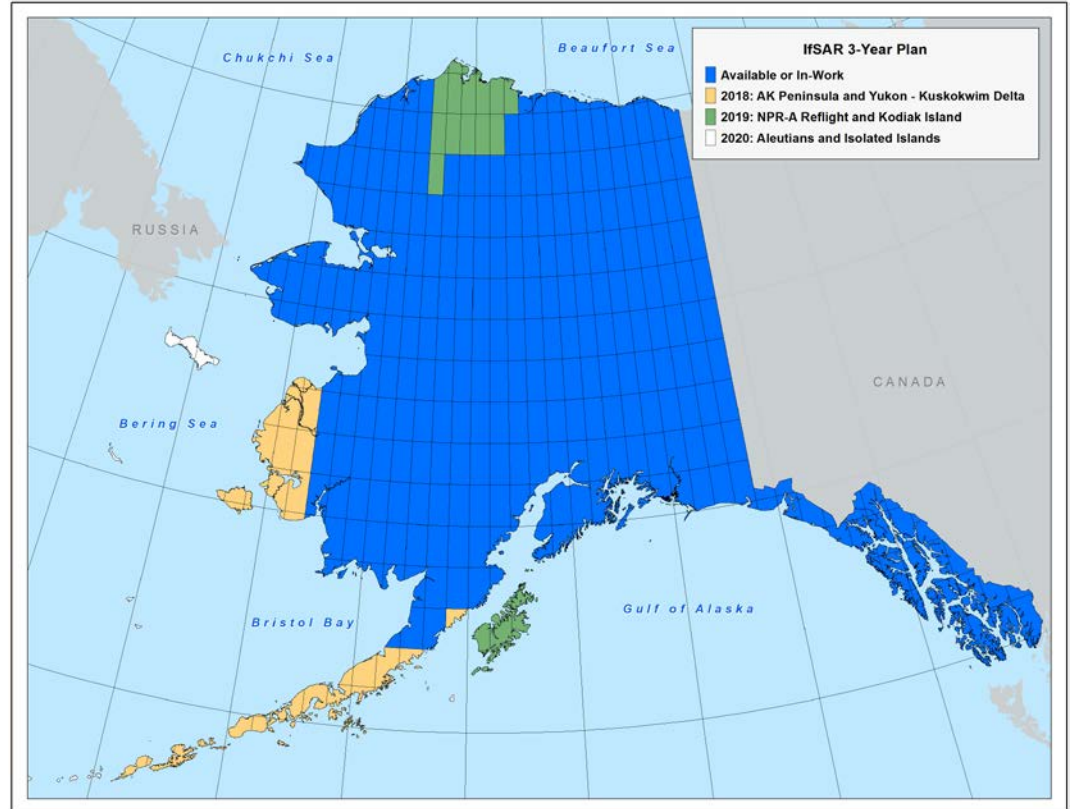 Chukchi Sea
Beaufort Sea
IfSAR 3-Year Plan
Available or In-Work
2018: AK Peninsula and Yukon - Kuskokwim Delta
2019: NPR-A Reflight and Kodiak Island
2020: Aleutians and Isolated Islands
RUSSIA
CANADA
Bering Sea
Bristol Bay
Gulf of Alaska